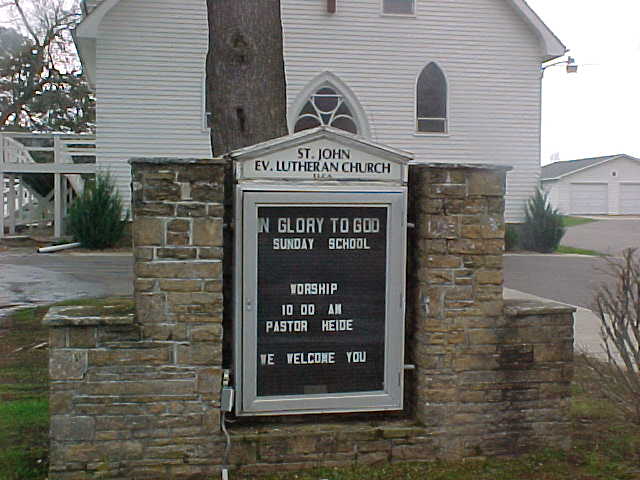 ST. JOHN
EV. LUTHERAN CHURCH
E.L.C.A.
IN GLORY TO GOD
SUNDAY SCHOOL
WORSHIP
10 00 AM
PASTOR HEIDE
WE WELCOME YOU